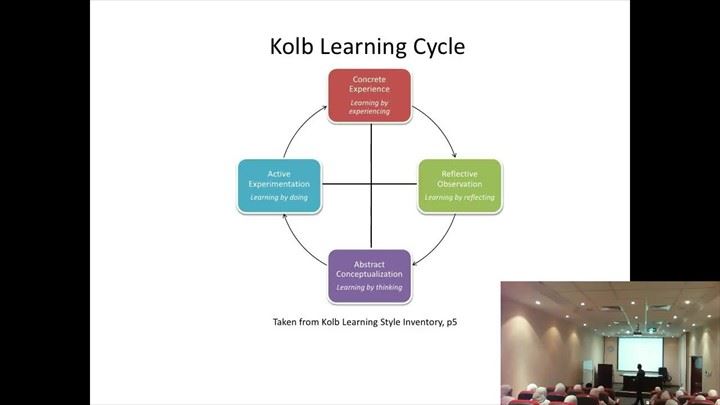 Kolb Learning Cycle
Concrete
Experience
Learning by
experiencing
Active
Experimentation
Learning by doing
Reflective
Observation
Learning by reflecting
Abstract
Conceptualization
Learning by thinking
Taken from Kolb Learning Style Inventory, p5